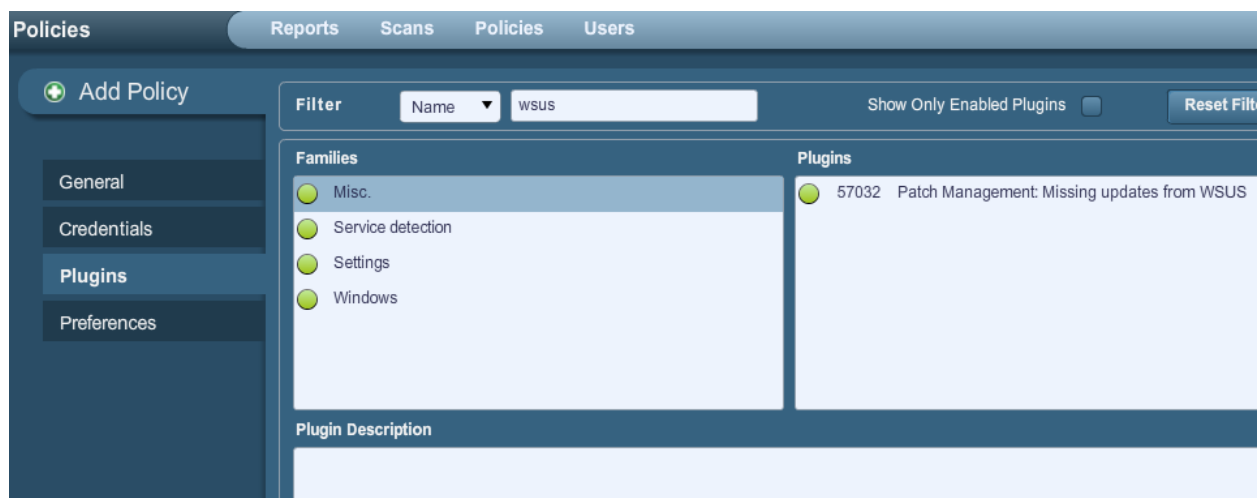 Policies Reports Scans Policies Users
Add Policy
Filter Name wsus Show Only Enabled Plugins Reset
Families Plugins
General
Misc. 57032 Patch Management: Missing updates from WSUS
Credentials
Service detection
Plugins
Settings
Windows
Preferences
Plugin Description